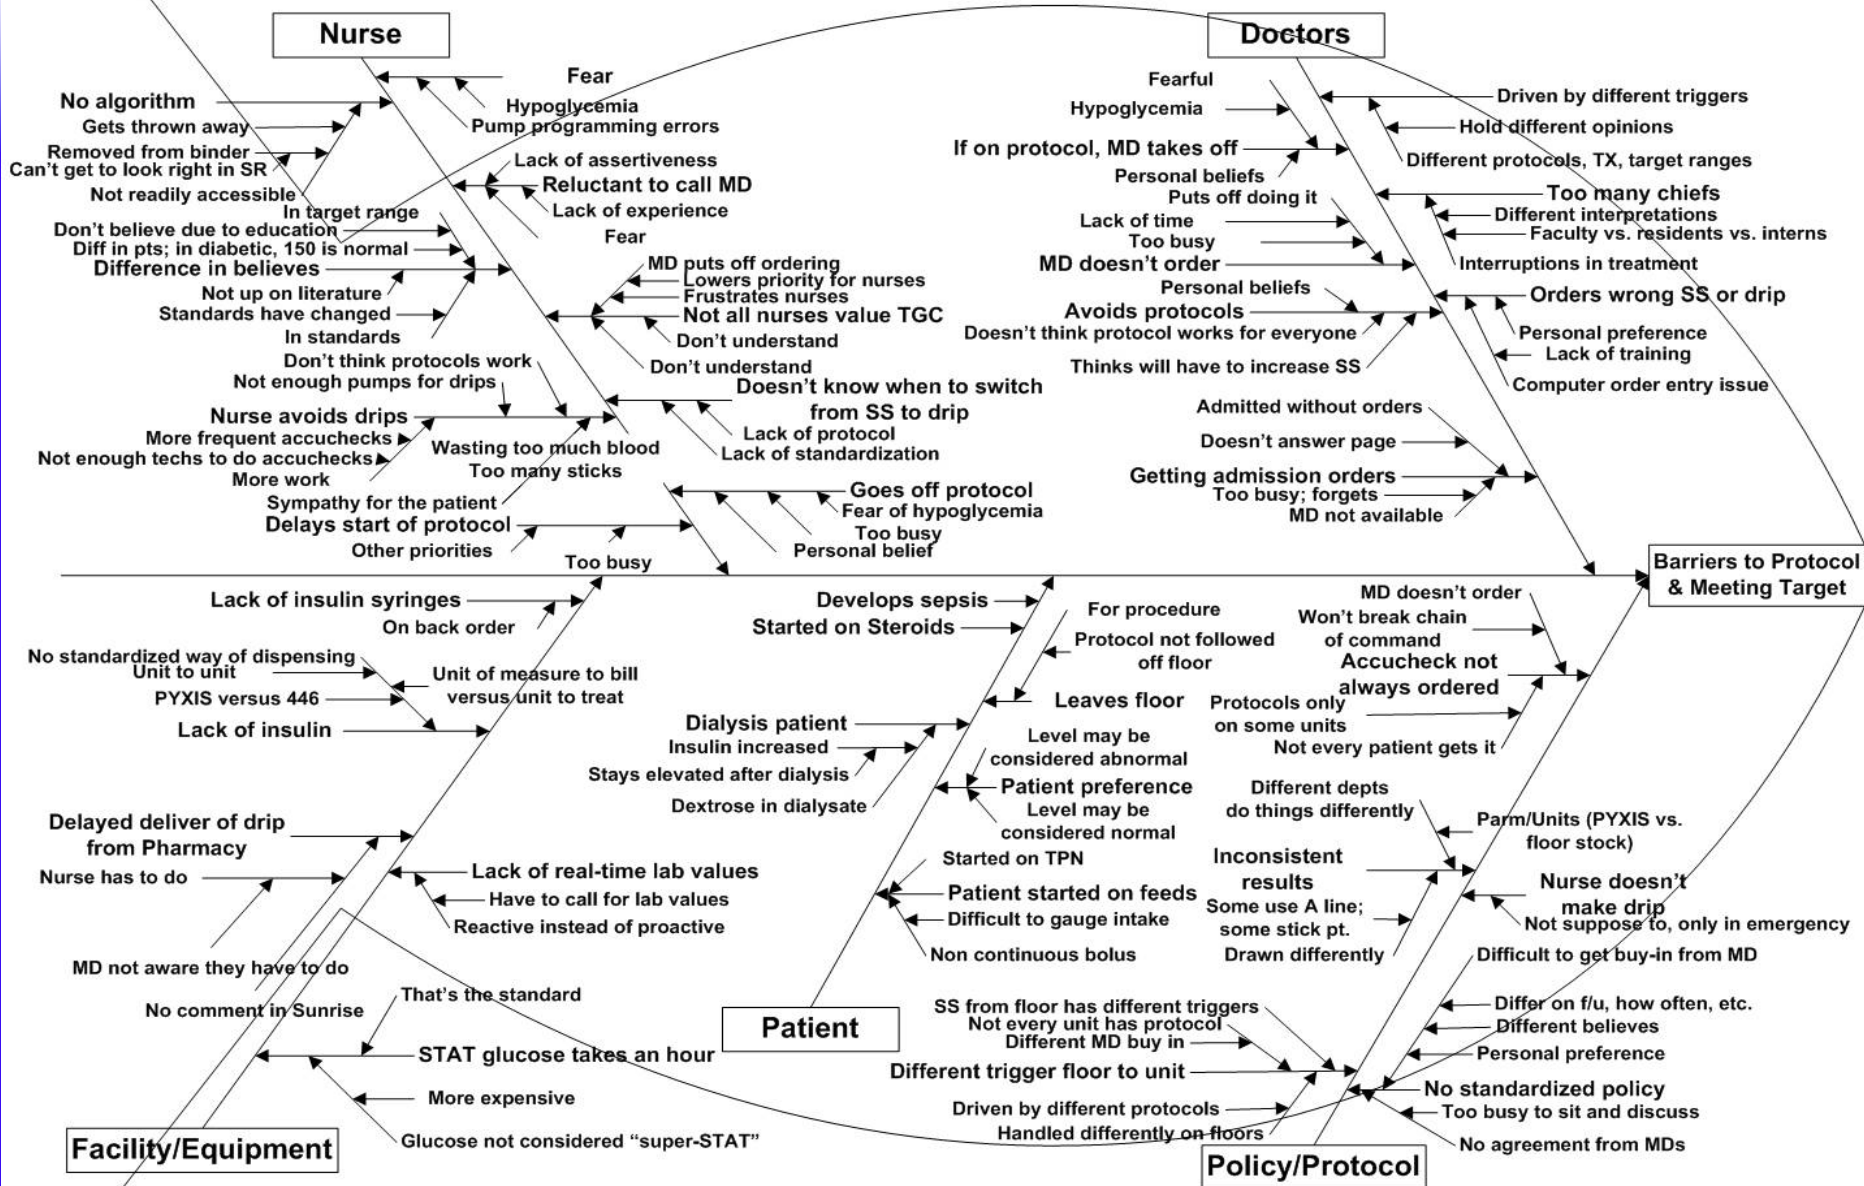 Nurse
Fear
Hypoglycemia
Pump programming errors
No algorithm
Gets thrown away
Removed from binder
Can't get to look right in SR
Not readily accessible
Lack of assertiveness
Reluctant to call MD
Lack of experience
Fear
In target range
Don't believe due to education
Diff in pts; in diabetic, 150 is normal
Difference in believes
Not up on literature
Standards have changed
In standards
MD puts off ordering
Lowers priority for nurses
Frustrates nurses
Not all nurses value TGC
Don't understand
Don't understand
Don't think protocols work
Not enough pumps for drips
Nurse avoids drips
More frequent accuchecks
Not enough techs to do accuchecks
More work
Wasting too much blood
Too many sticks
Sympathy for the patient
Doesn't know when to switch
from SS to drip
Lack of protocol
Lack of standardization
Delays start of protocol
Other priorities
Too busy
Goes off protocol
Fear of hypoglycemia
Too busy
Personal belief
Doctors
Fearful
Hypoglycemia
If on protocol, MD takes off
Personal beliefs
Driven by different triggers
Hold different opinions
Different protocols, TX, target ranges
Puts off doing it
Lack of time
Too busy
MD doesn't order
Too many chiefs
Different interpretations
Faculty vs. residents vs. interns
Interruptions in treatment
Personal beliefs
Avoids protocols
Doesn't think protocol works for everyone
Thinks will have to increase SS
Orders wrong SS or drip
Personal preference
Lack of training
Computer order entry issue
Admitted without orders
Doesn't answer page
Getting admission orders
Too busy; forgets
MD not available
Barriers to Protocol
& Meeting Target
Lack of insulin syringes
On back order
No standardized way of dispensing
Unit to unit
PYXIS versus 446
Unit of measure to bill
versus unit to treat
Lack of insulin
Delayed deliver of drip
from Pharmacy
Nurse has to do
MD not aware they have to do
No comment in Sunrise
Lack of real-time lab values
Have to call for lab values
Reactive instead of proactive
That's the standard
STAT glucose takes an hour
More expensive
Glucose not considered “super-STAT”
Facility/Equipment
Develops sepsis
Started on Steroids
For procedure
Protocol not followed
off floor
Leaves floor
Dialysis patient
Insulin increased
Stays elevated after dialysis
Dextrose in dialysate
Level may be
considered abnormal
Patient preference
Level may be
considered normal
Started on TPN
Patient started on feeds
Difficult to gauge intake
Non continuous bolus
Patient
MD doesn't order
Won't break chain
of command
Accucheck not
always ordered
Protocols only
on some units
Not every patient gets it
Different depts
do things differently
Parm/Units (PYXIS vs.
floor stock)
Inconsistent
results
Some use A line;
some stick pt.
Drawn differently
Nurse doesn't
make drip
Not suppose to, only in emergency
Difficult to get buy-in from MD
Differ on f/u, how often, etc.
Different believes
Personal preference
No standardized policy
Too busy to sit and discuss
No agreement from MDs
SS from floor has different triggers
Not every unit has protocol
Different MD buy in
Different trigger floor to unit
Driven by different protocols
Handled differently on floors
Policy/Protocol